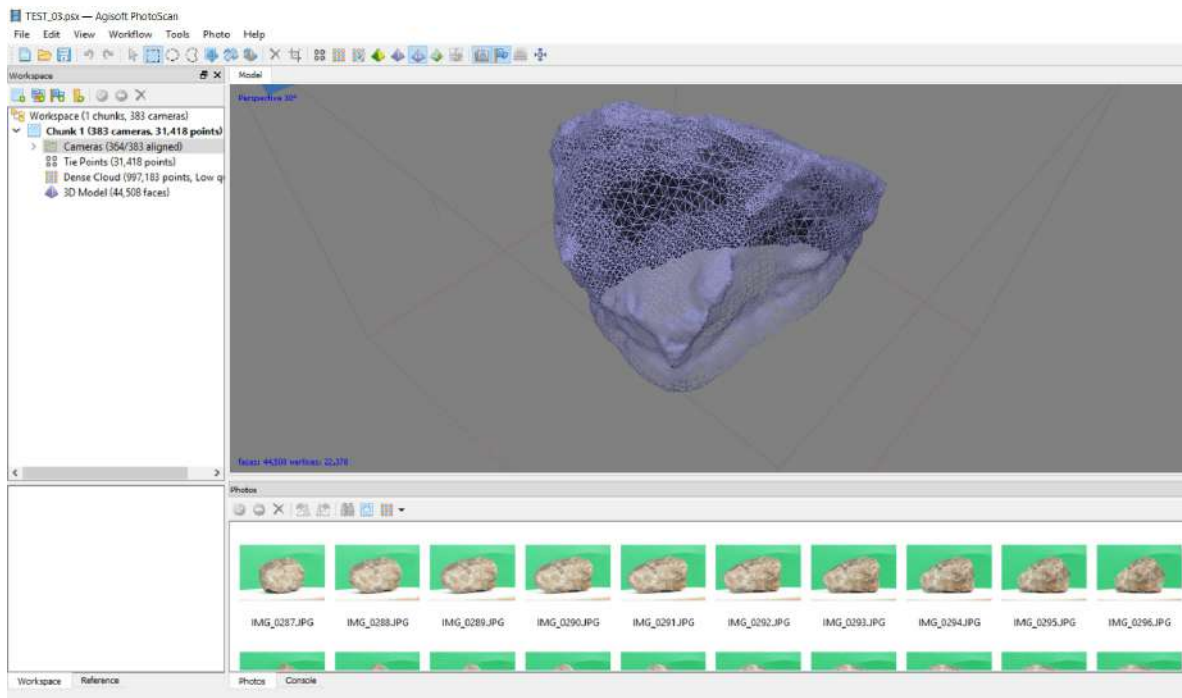 TEST_03.psx — Agisoft PhotoScan
File Edit View Workflow Tools Photo Help
Workspace
Model
Perspective 30°
Workspace (1 chunks, 383 cameras)
Chunk 1 (383 cameras, 31,418 points)
Cameras (364/383 aligned)
Tie Points (31,418 points)
Dense Cloud (997,183 points, Low q
3D Model (44,508 faces)
faces: 44,508 vertices: 22,378
Photos
IMG_0287.JPG IMG_0288.JPG IMG_0289.JPG IMG_0290.JPG IMG_0291.JPG IMG_0292.JPG IMG_0293.JPG IMG_0294.JPG IMG_0295.JPG IMG_0296.JPG
Workspace Reference
Photos Console